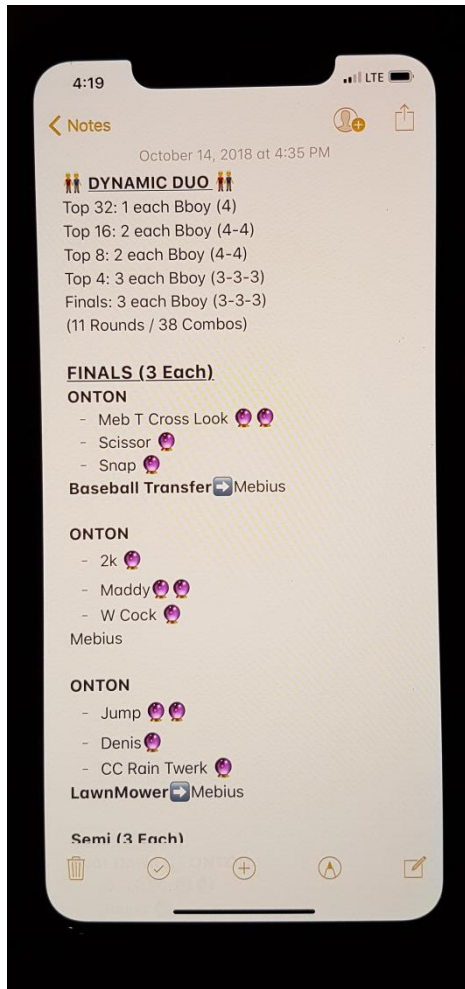 4:19
LTE
Notes
October 14, 2018 at 4:35 PM
👬 DYNAMIC DUO 👬
Top 32: 1 each Bboy (4)
Top 16: 2 each Bboy (4-4)
Top 8: 2 each Bboy (4-4)
Top 4: 3 each Bboy (3-3-3)
Finals: 3 each Bboy (3-3-3)
(11 Rounds / 38 Combos)
FINALS (3 Each)
ONTON
- Meb T Cross Look 🔮🔮
- Scissor 🔮
- Snap 🔮
Baseball Transfer➡️Mebius
ONTON
- 2k 🔮
- Maddy🔮🔮
- W Cock 🔮
Mebius
ONTON
- Jump 🔮🔮
- Denis🔮
- CC Rain Twerk 🔮
LawnMower➡️Mebius
Semi (3 Each)